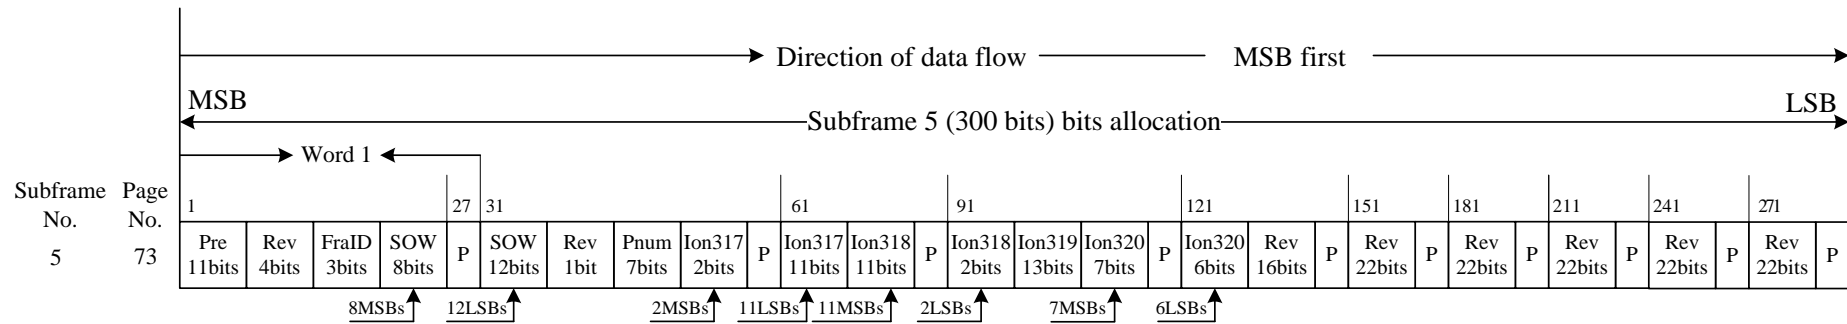 Direction of data flow MSB first
MSB LSB
Subframe 5 (300 bits) bits allocation
Word 1
Subframe No. Page No.
1 27 31 61 91 121 151 181 211 241 271
5 73 Pre 11bits Rev 4bits FraID 3bits SOW 8bits P SOW 12bits Rev 1bit Pnum 7bits Ion317 2bits P Ion317 11bits Ion318 11bits P Ion318 2bits Ion319 13bits Ion320 7bits P Ion320 6bits Rev 16bits P Rev 22bits P Rev 22bits P Rev 22bits P Rev 22bits P Rev 22bits P
8MSBs 12LSBs 2MSBs 11LSBs 11MSBs 2LSBs 7MSBs 6LSBs